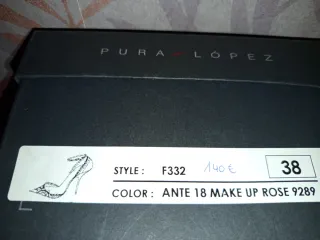 PURA LÓPEZ
STYLE: F332 140€ 38
COLOR: ANTE 18 MAKE UP ROSE 9289